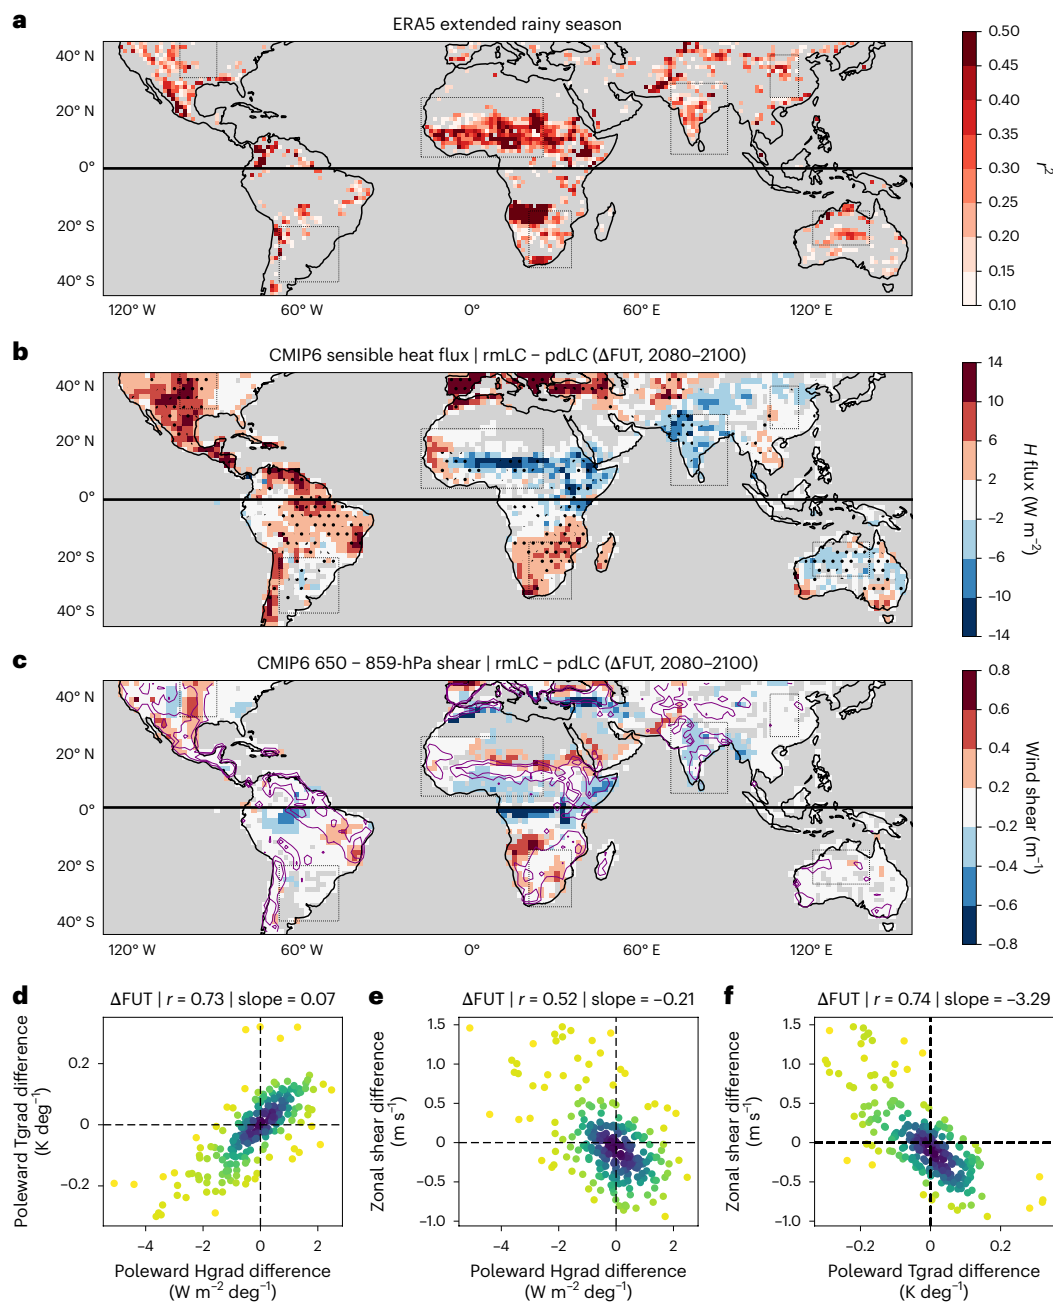 a
ERA5 extended rainy season
40° N
20° N
0°
20° S
40° S
120° W
60° W
0°
60° E
120° E
0.50
0.45
0.40
0.35
0.30
0.25
0.20
0.15
0.10
r²
b
CMIP6 sensible heat flux | rmLC – pdLC (ΔFUT, 2080–2100)
40° N
20° N
0°
20° S
40° S
14
10
6
2
−2
−6
−10
−14
H flux (W m⁻²)
c
CMIP6 650 – 859-hPa shear | rmLC – pdLC (ΔFUT, 2080–2100)
40° N
20° N
0°
20° S
40° S
120° W
60° W
0°
60° E
120° E
0.8
0.6
0.4
0.2
−0.2
−0.4
−0.6
−0.8
Wind shear (m⁻¹)
d
ΔFUT | r = 0.73 | slope = 0.07
Poleward Tgrad difference
(K deg⁻¹)
0.2
0
−0.2
−4
−2
0
2
Poleward Hgrad difference
(W m⁻² deg⁻¹)
e
ΔFUT | r = 0.52 | slope = −0.21
Zonal shear difference
(m s⁻¹)
1.5
1.0
0.5
0
−0.5
−1.0
−4
−2
0
2
Poleward Hgrad difference
(W m⁻² deg⁻¹)
f
ΔFUT | r = 0.74 | slope = −3.29
Zonal shear difference
(m s⁻¹)
1.5
1.0
0.5
0
−0.5
−1.0
−0.2
0
0.2
Poleward Tgrad difference
(K deg⁻¹)